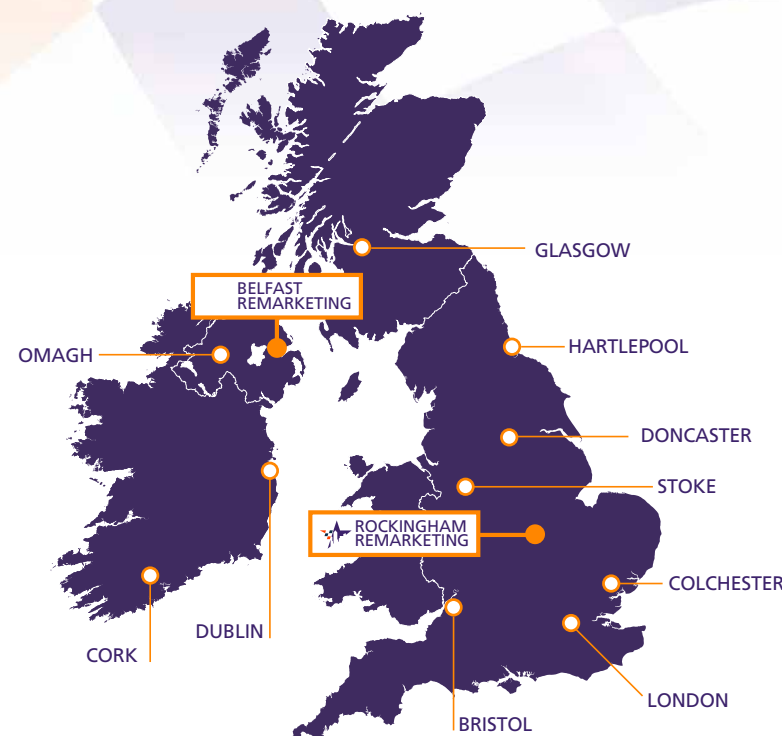 GLASGOW
BELFAST
REMARKETING
OMAGH
HARTLEPOOL
DONCASTER
STOKE
ROCKINGHAM
REMARKETING
COLCHESTER
DUBLIN
CORK
LONDON
BRISTOL